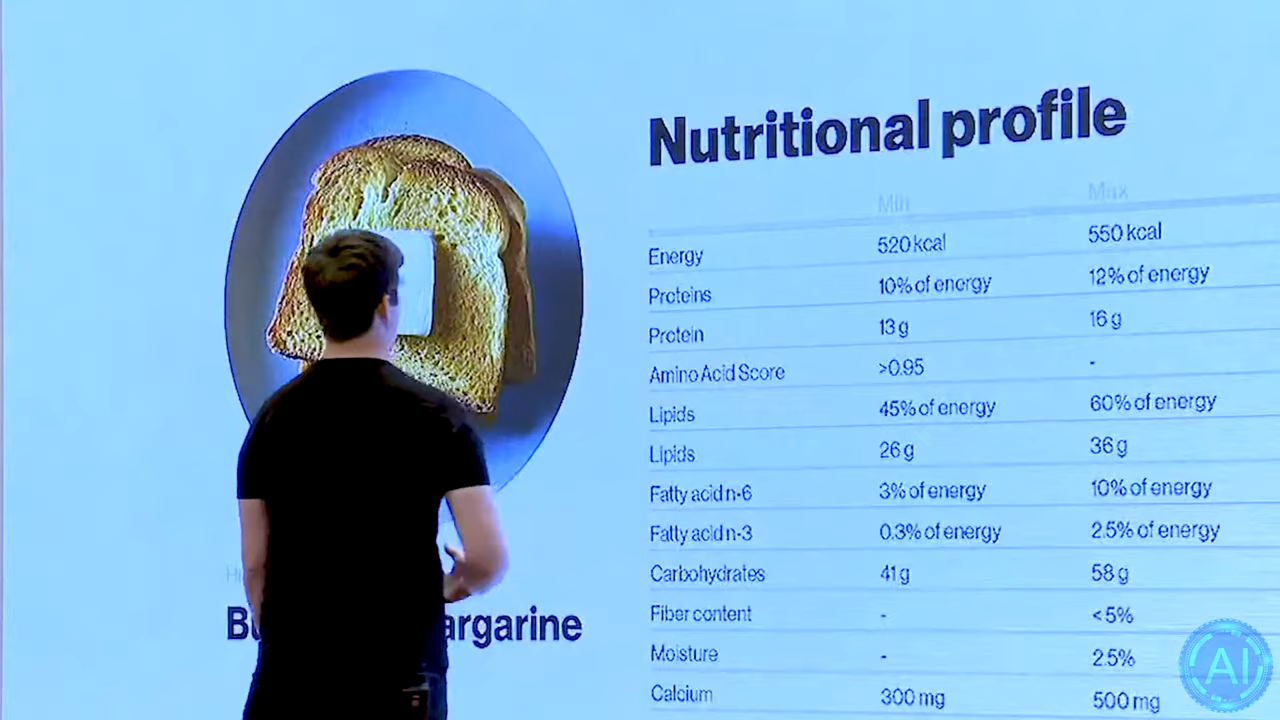 Nutritional profile
Min Max
Energy 520 kcal 550 kcal
Proteins 10% of energy 12% of energy
Protein 13 g 16 g
Amino Acid Score >0.95 -
Lipids 45% of energy 60% of energy
Lipids 26 g 36 g
Fatty acid n-6 3% of energy 10% of energy
Fatty acid n-3 0.3% of energy 2.5% of energy
Carbohydrates 41 g 58 g
Fiber content - <5%
Moisture - 2.5%
Calcium 300 mg 500 mg
argarine
AI